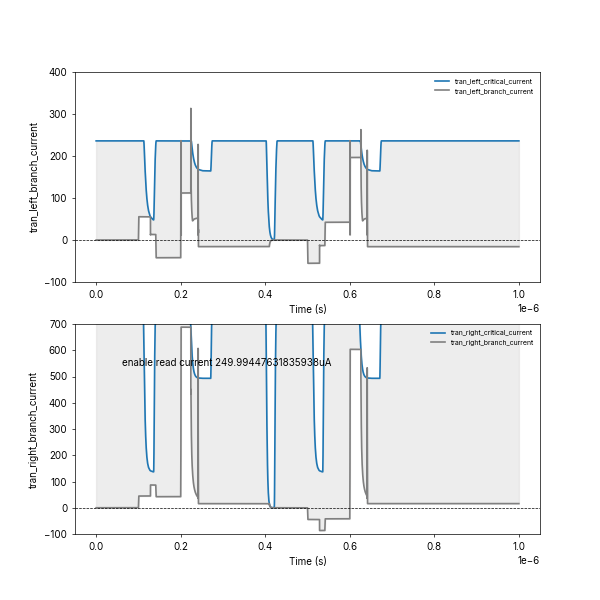 400
300
200
100
0
−100
tran_left_branch_current
tran_left_critical_current
tran_left_branch_current
0.0
0.2
0.4
0.6
0.8
1.0
Time (s)
1e−6
700
600
500
400
300
200
100
0
−100
tran_right_branch_current
tran_right_critical_current
tran_right_branch_current
enable read current 249.99447631835938uA
0.0
0.2
0.4
0.6
0.8
1.0
Time (s)
1e−6